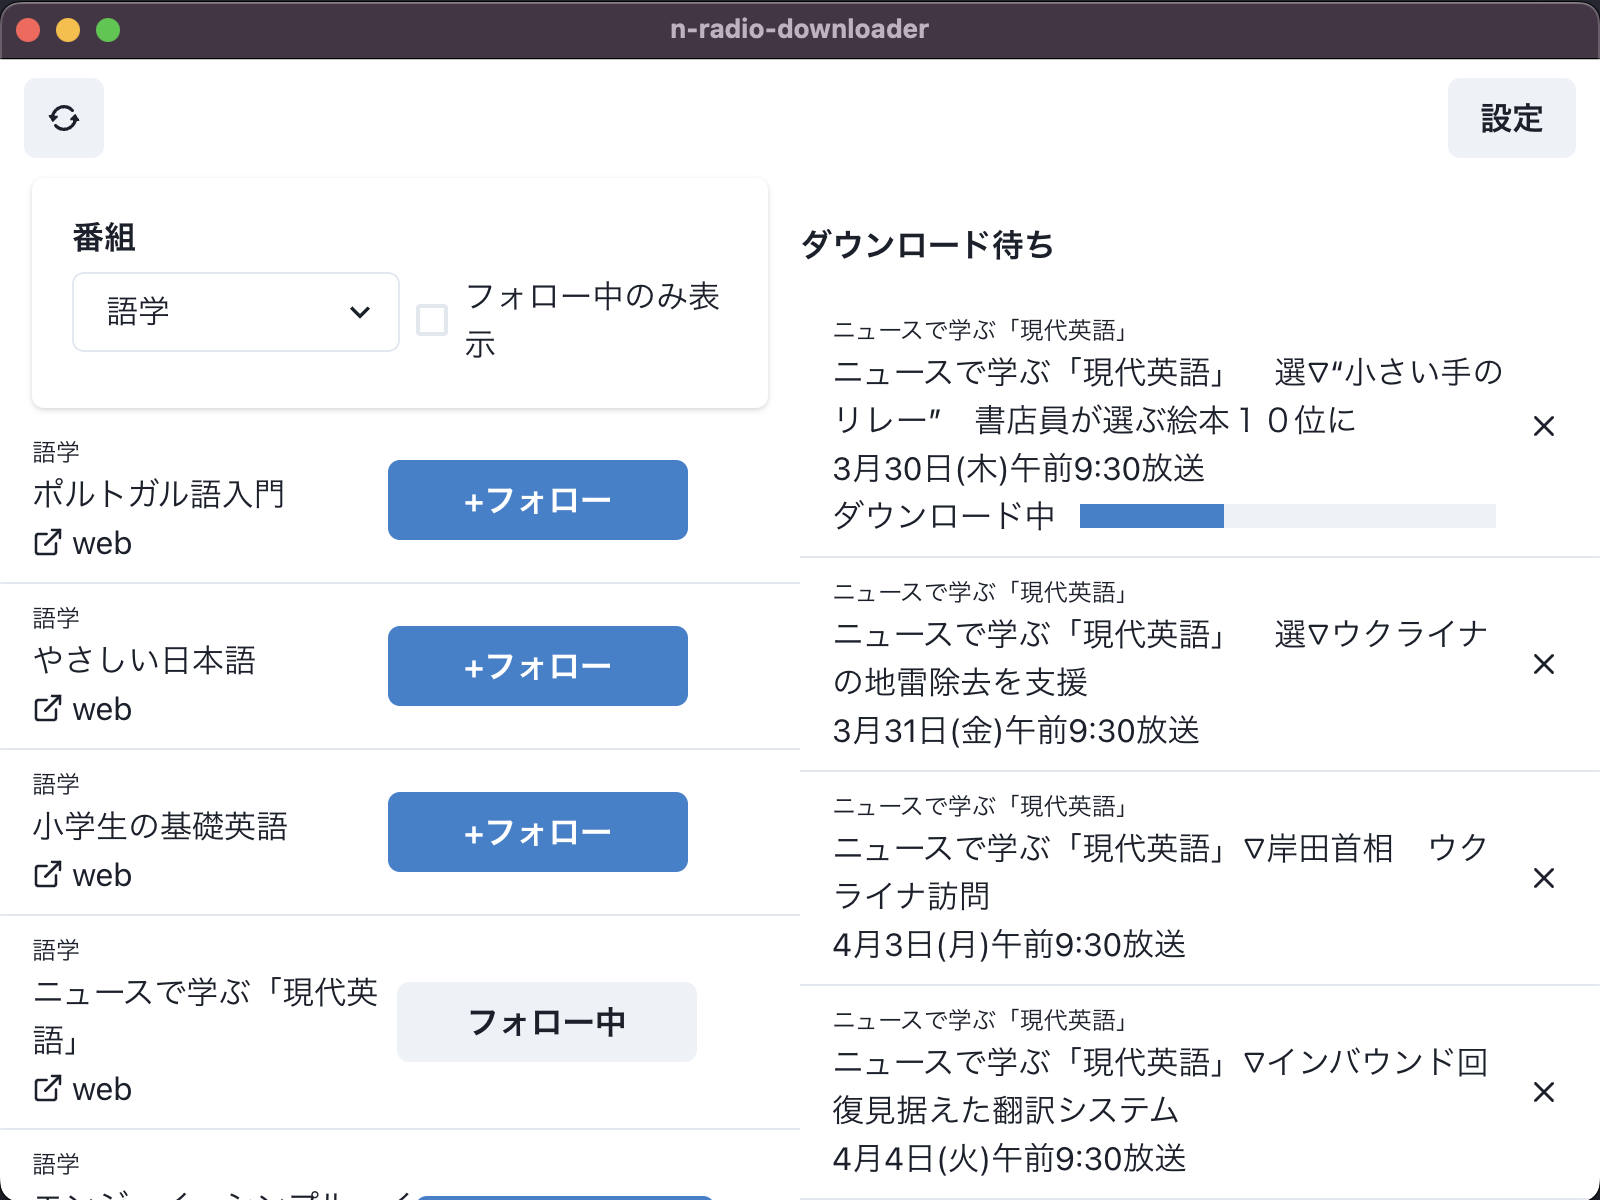 n-radio-downloader
設定
番組
語学
フォロー中のみ表
示
語学
ポルトガル語入門
web
+フォロー
語学
やさしい日本語
web
+フォロー
語学
小学生の基礎英語
web
+フォロー
語学
ニュースで学ぶ「現代英
語」
web
フォロー中
語学
ダウンロード待ち
ニュースで学ぶ「現代英語」
ニュースで学ぶ「現代英語」　選▽“小さい手の
リレー”　書店員が選ぶ絵本１０位に
3月30日(木)午前9:30放送
ダウンロード中
ニュースで学ぶ「現代英語」
ニュースで学ぶ「現代英語」　選▽ウクライナ
の地雷除去を支援
3月31日(金)午前9:30放送
ニュースで学ぶ「現代英語」
ニュースで学ぶ「現代英語」▽岸田首相　ウク
ライナ訪問
4月3日(月)午前9:30放送
ニュースで学ぶ「現代英語」
ニュースで学ぶ「現代英語」▽インバウンド回
復見据えた翻訳システム
4月4日(火)午前9:30放送